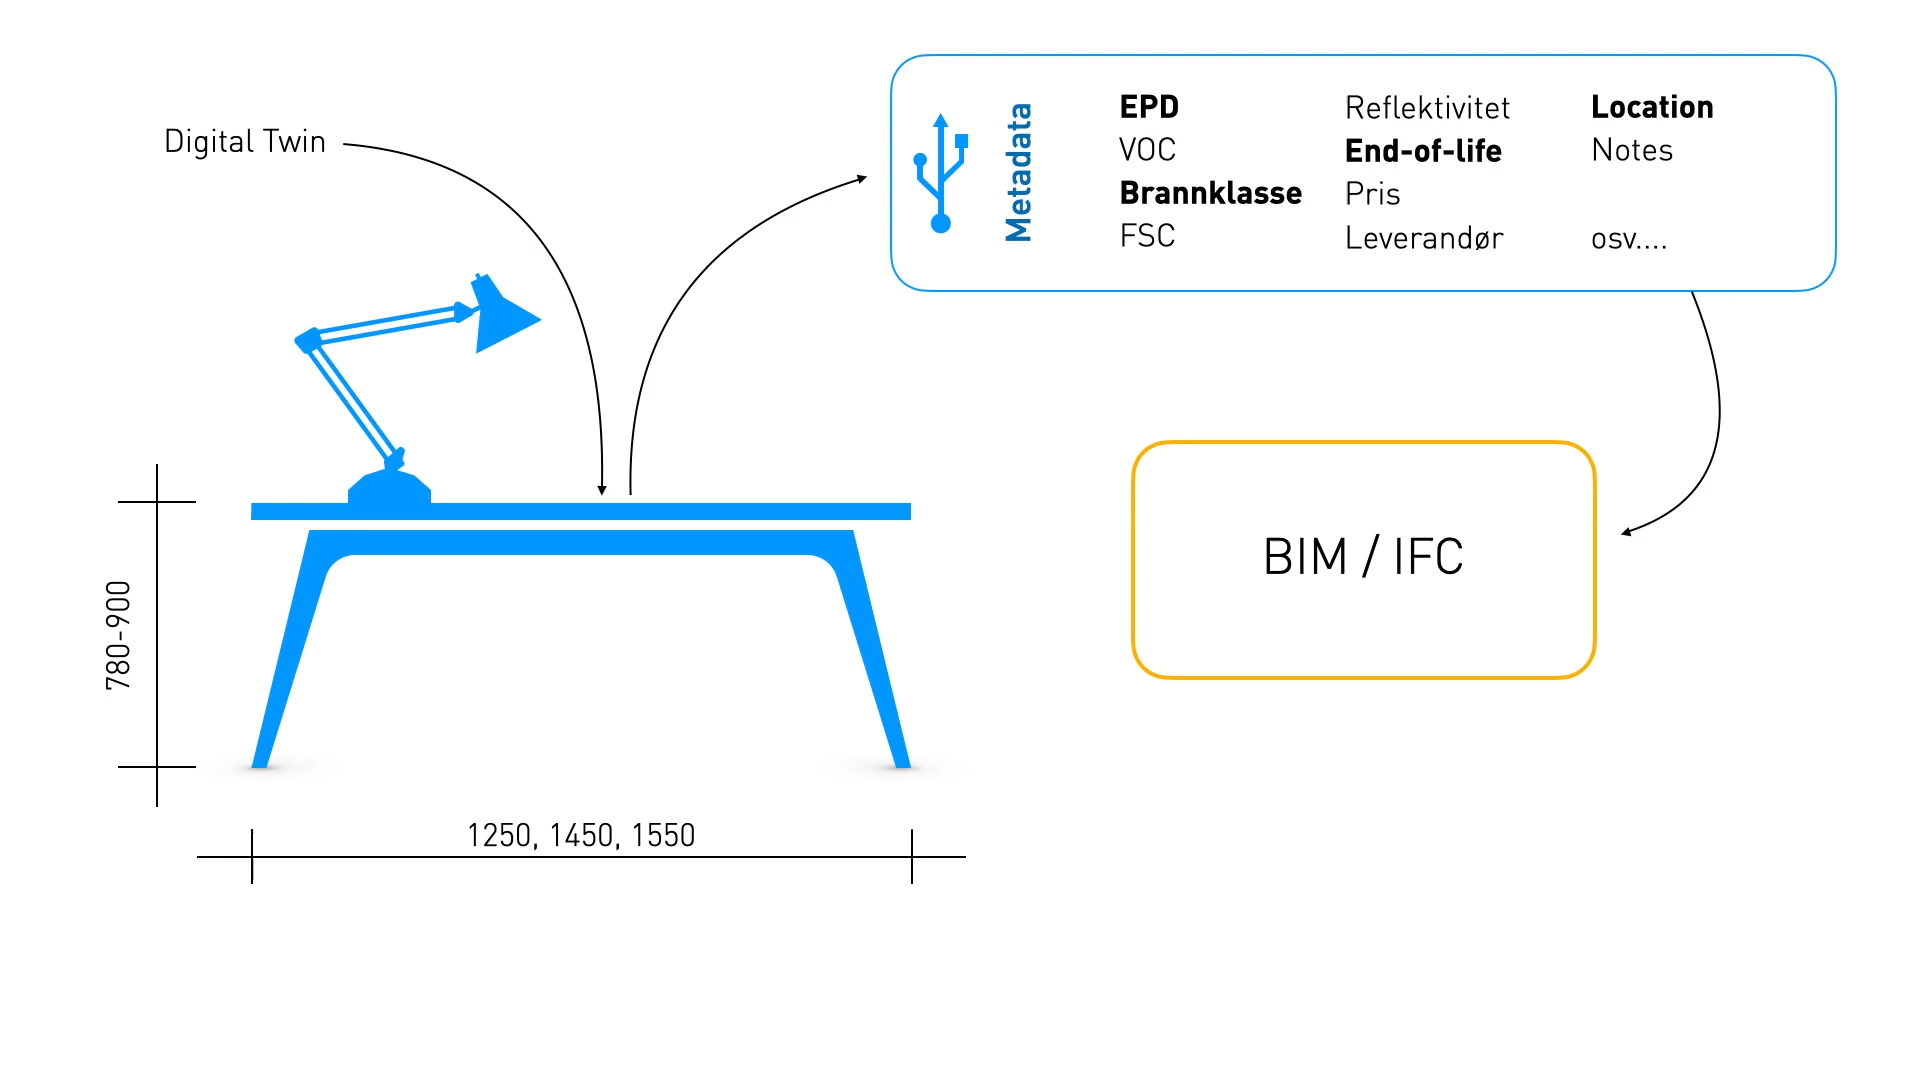 Digital Twin
Metadata
EPD
VOC
Brannklasse
FSC
Reflektivitet
End-of-life
Pris
Leverandør
Location
Notes
osv....
BIM / IFC
780-900
1250, 1450, 1550